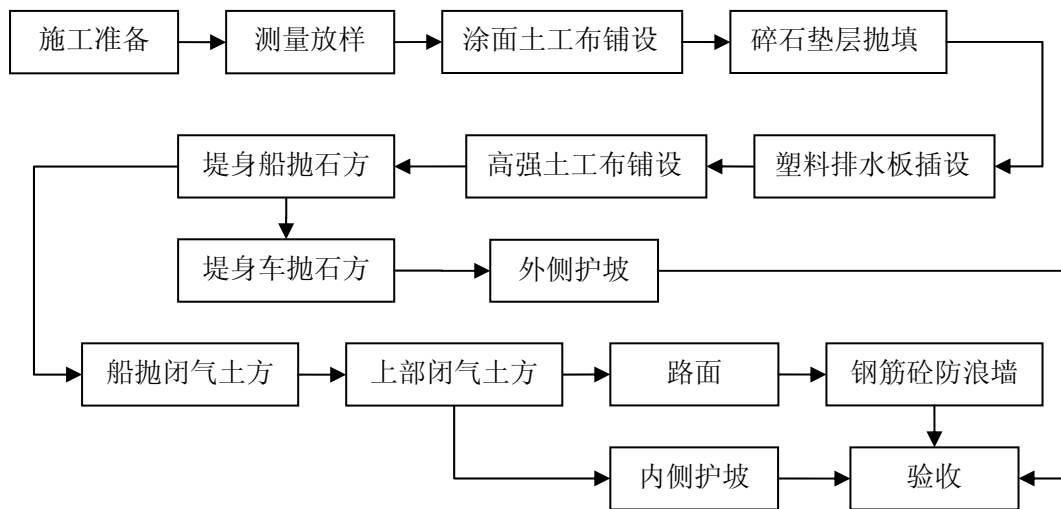 施工准备
测量放样
涂面土工布铺设
碎石垫层抛填
堤身船抛石方
高强土工布铺设
塑料排水板插设
堤身车抛石方
外侧护坡
船抛闭气土方
上部闭气土方
路面
钢筋砼防浪墙
内侧护坡
验收